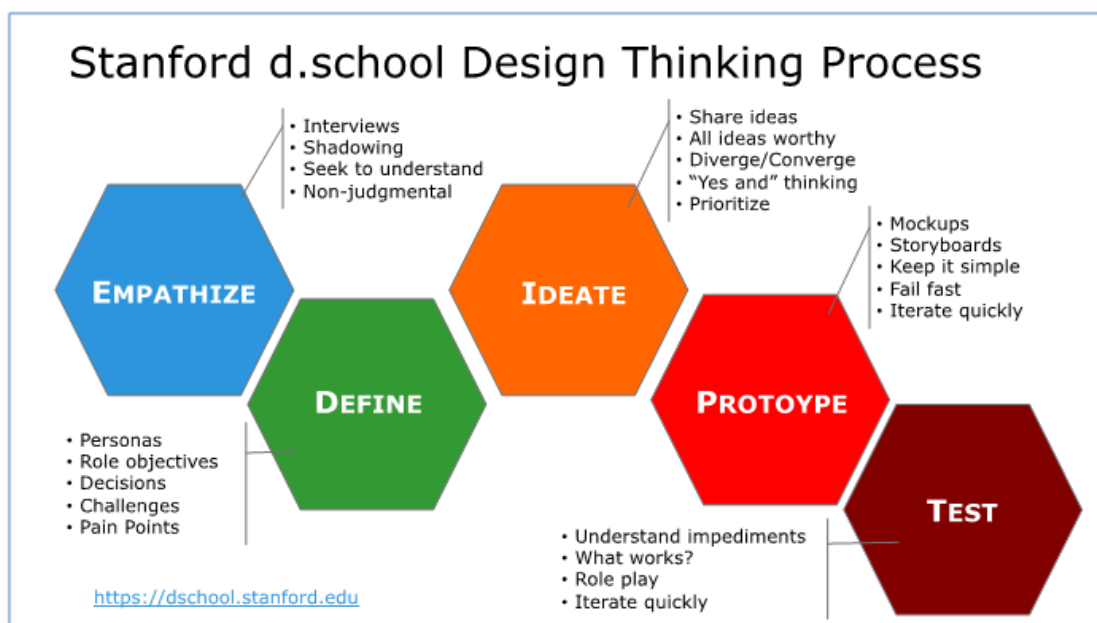 Stanford d.school Design Thinking Process
• Interviews
• Shadowing
• Seek to understand
• Non-judgmental
EMPATHIZE
• Personas
• Role objectives
• Decisions
• Challenges
• Pain Points
DEFINE
• Share ideas
• All ideas worthy
• Diverge/Converge
• “Yes and” thinking
• Prioritize
IDEATE
• Mockups
• Storyboards
• Keep it simple
• Fail fast
• Iterate quickly
PROTOYPE
• Understand impediments
• What works?
• Role play
• Iterate quickly
TEST
https://dschool.stanford.edu